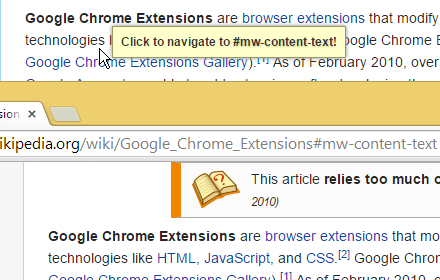 Google Chrome Extensions are browser extensions that modify
technologies Click to navigate to #mw-content-text! Google Chrome E
Google Chrome Extensions Gallery).[1] As of February 2010, over
sion ×
ikipedia.org/wiki/Google_Chrome_Extensions#mw-content-text
This article relies too much o
2010)
Google Chrome Extensions are browser extensions that mo
technologies like HTML, JavaScript, and CSS.[2] Google Chrom
Google Chrome Extensions Gallery).[1] As of February 2010, o